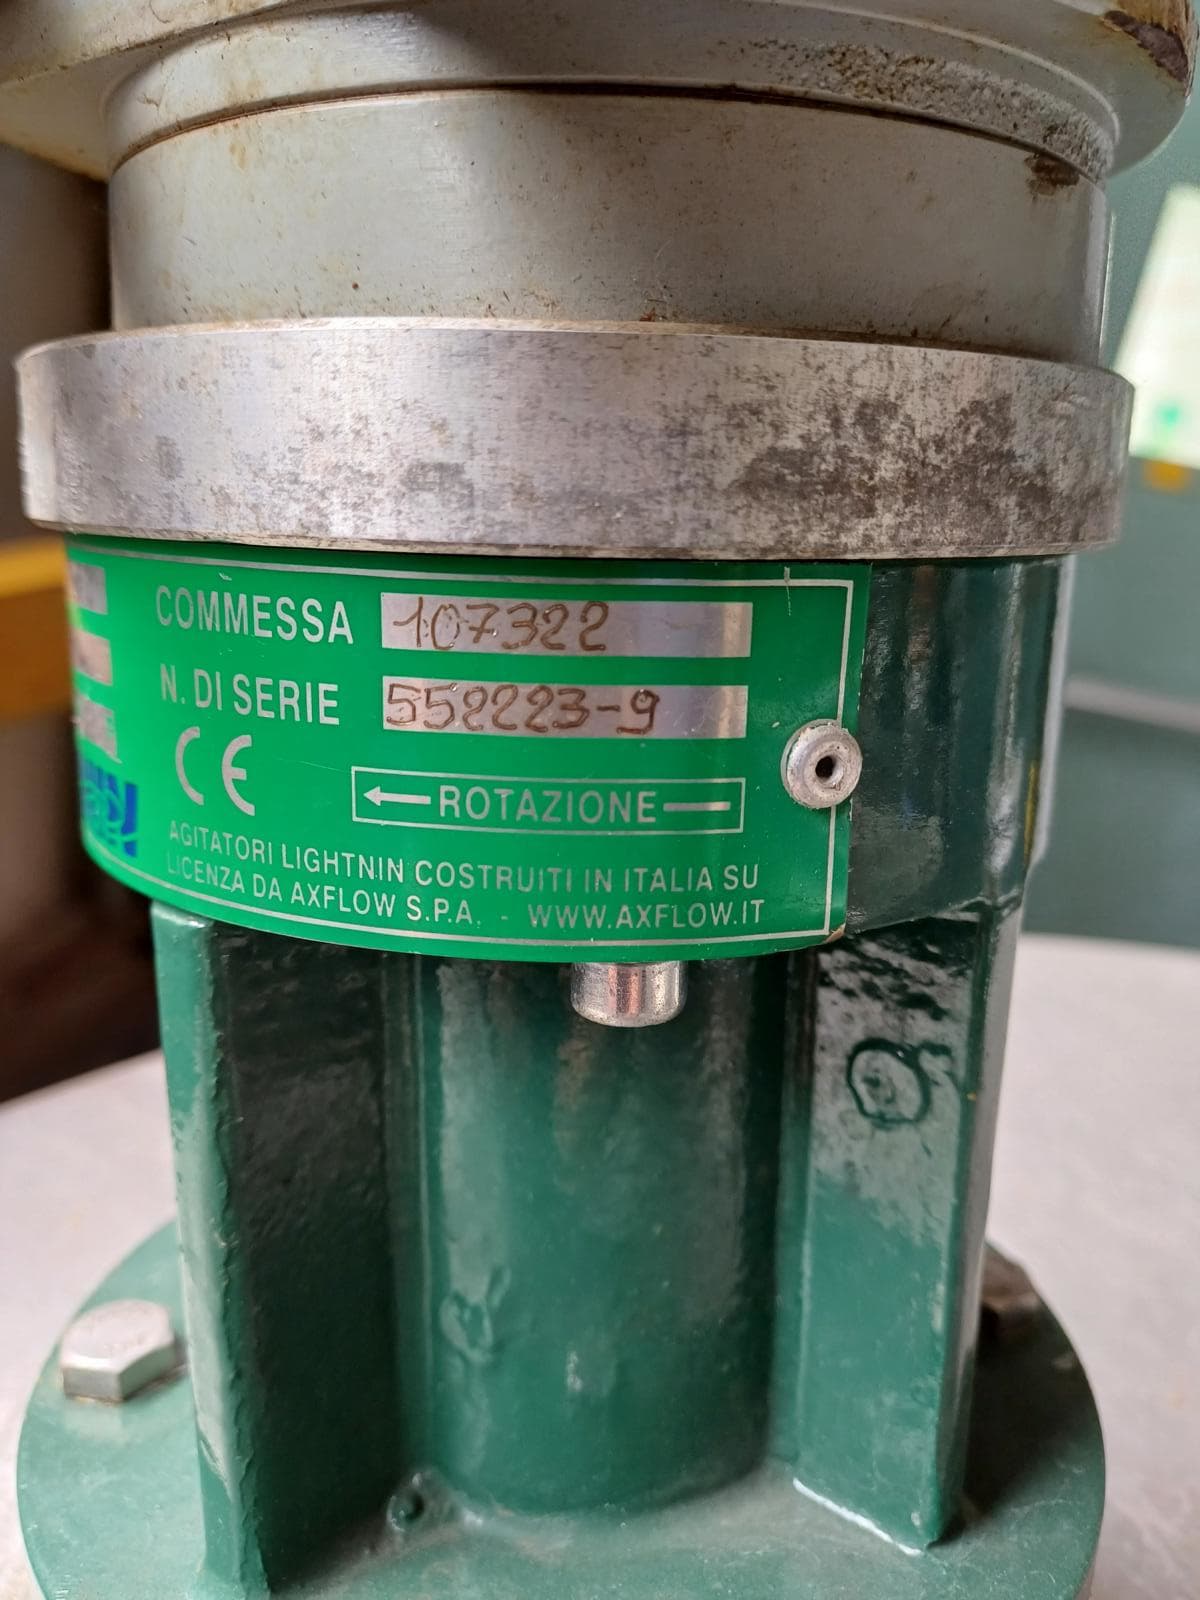 COMMESSA 107322
N. DI SERIE 552223-9
CE
ROTAZIONE
AGITATORI LIGHTNIN COSTRUITI IN ITALIA SU
LICENZA DA AXFLOW S.P.A. - WWW.AXFLOW.IT